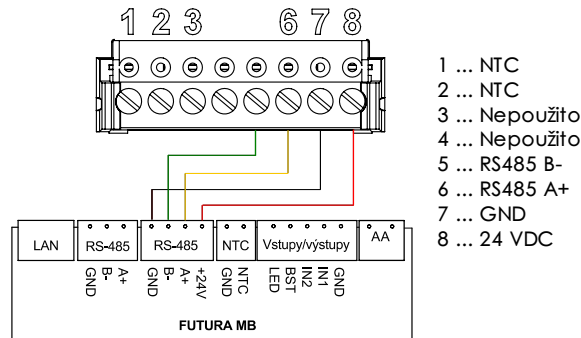 1 2 3 6 7 8
1 ... NTC
2 ... NTC
3 ... Nepoužito
4 ... Nepoužito
5 ... RS485 B-
6 ... RS485 A+
7 ... GND
8 ... 24 VDC
LAN RS-485 RS-485 NTC Vstupy/výstupy AA
GND B- A+ GND B- A+ +24V GND NTC LED BST IN2 IN1 GND
FUTURA MB